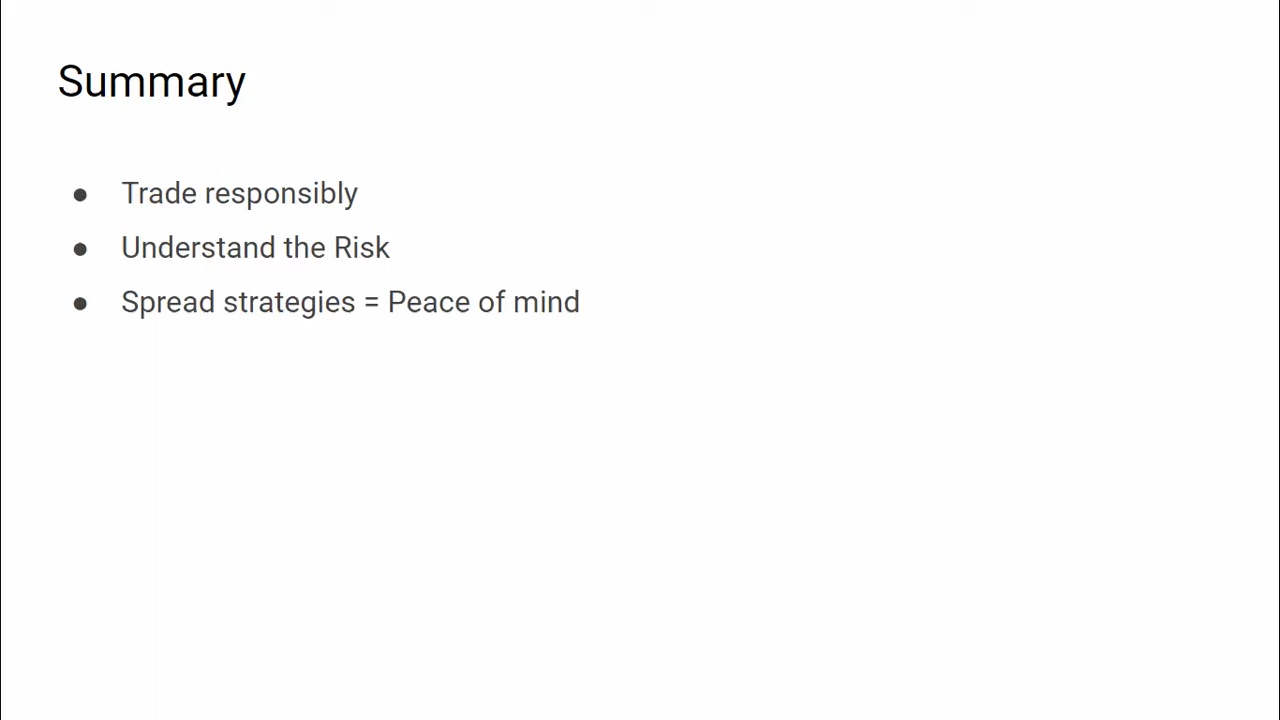 Summary
● Trade responsibly
● Understand the Risk
● Spread strategies = Peace of mind